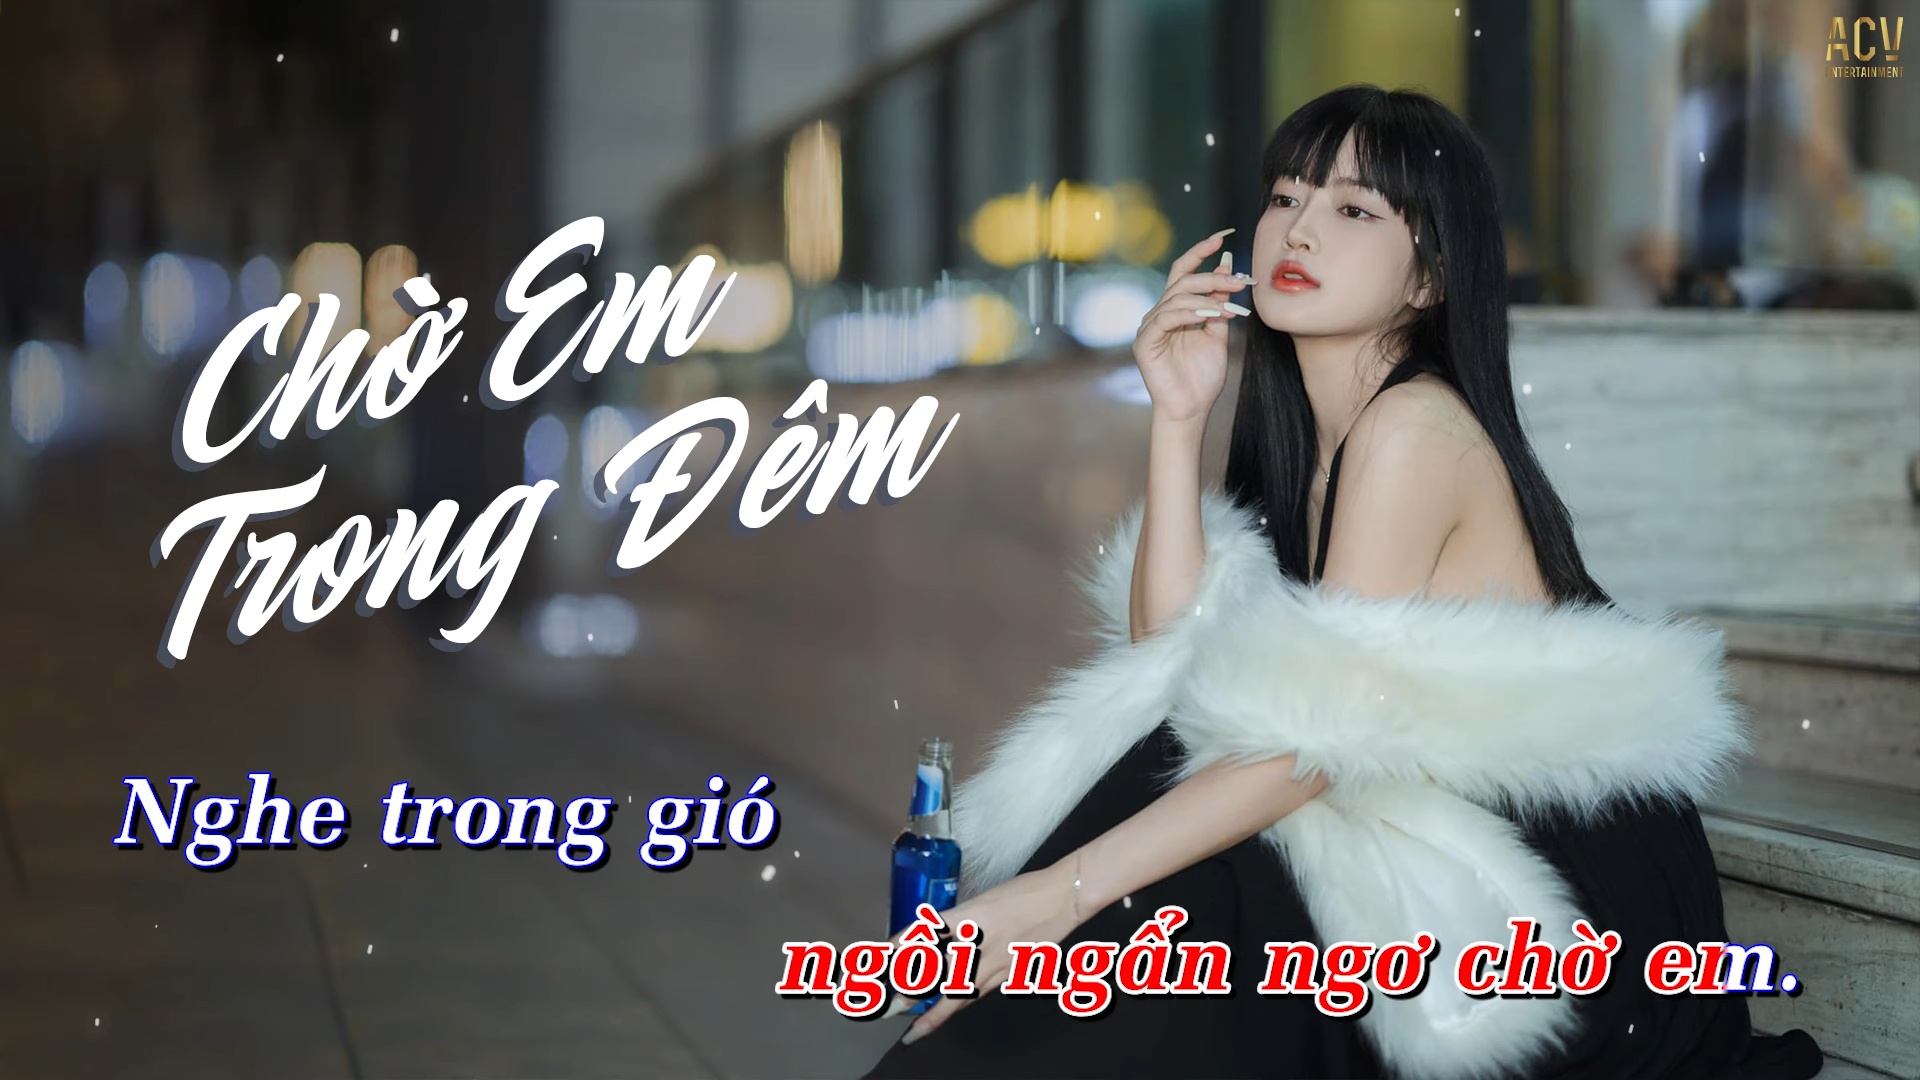 ACV
ENTERTAINMENT
Chờ Em
Trong Đêm
Nghe trong gió
ngồi ngẩn ngơ chờ em.